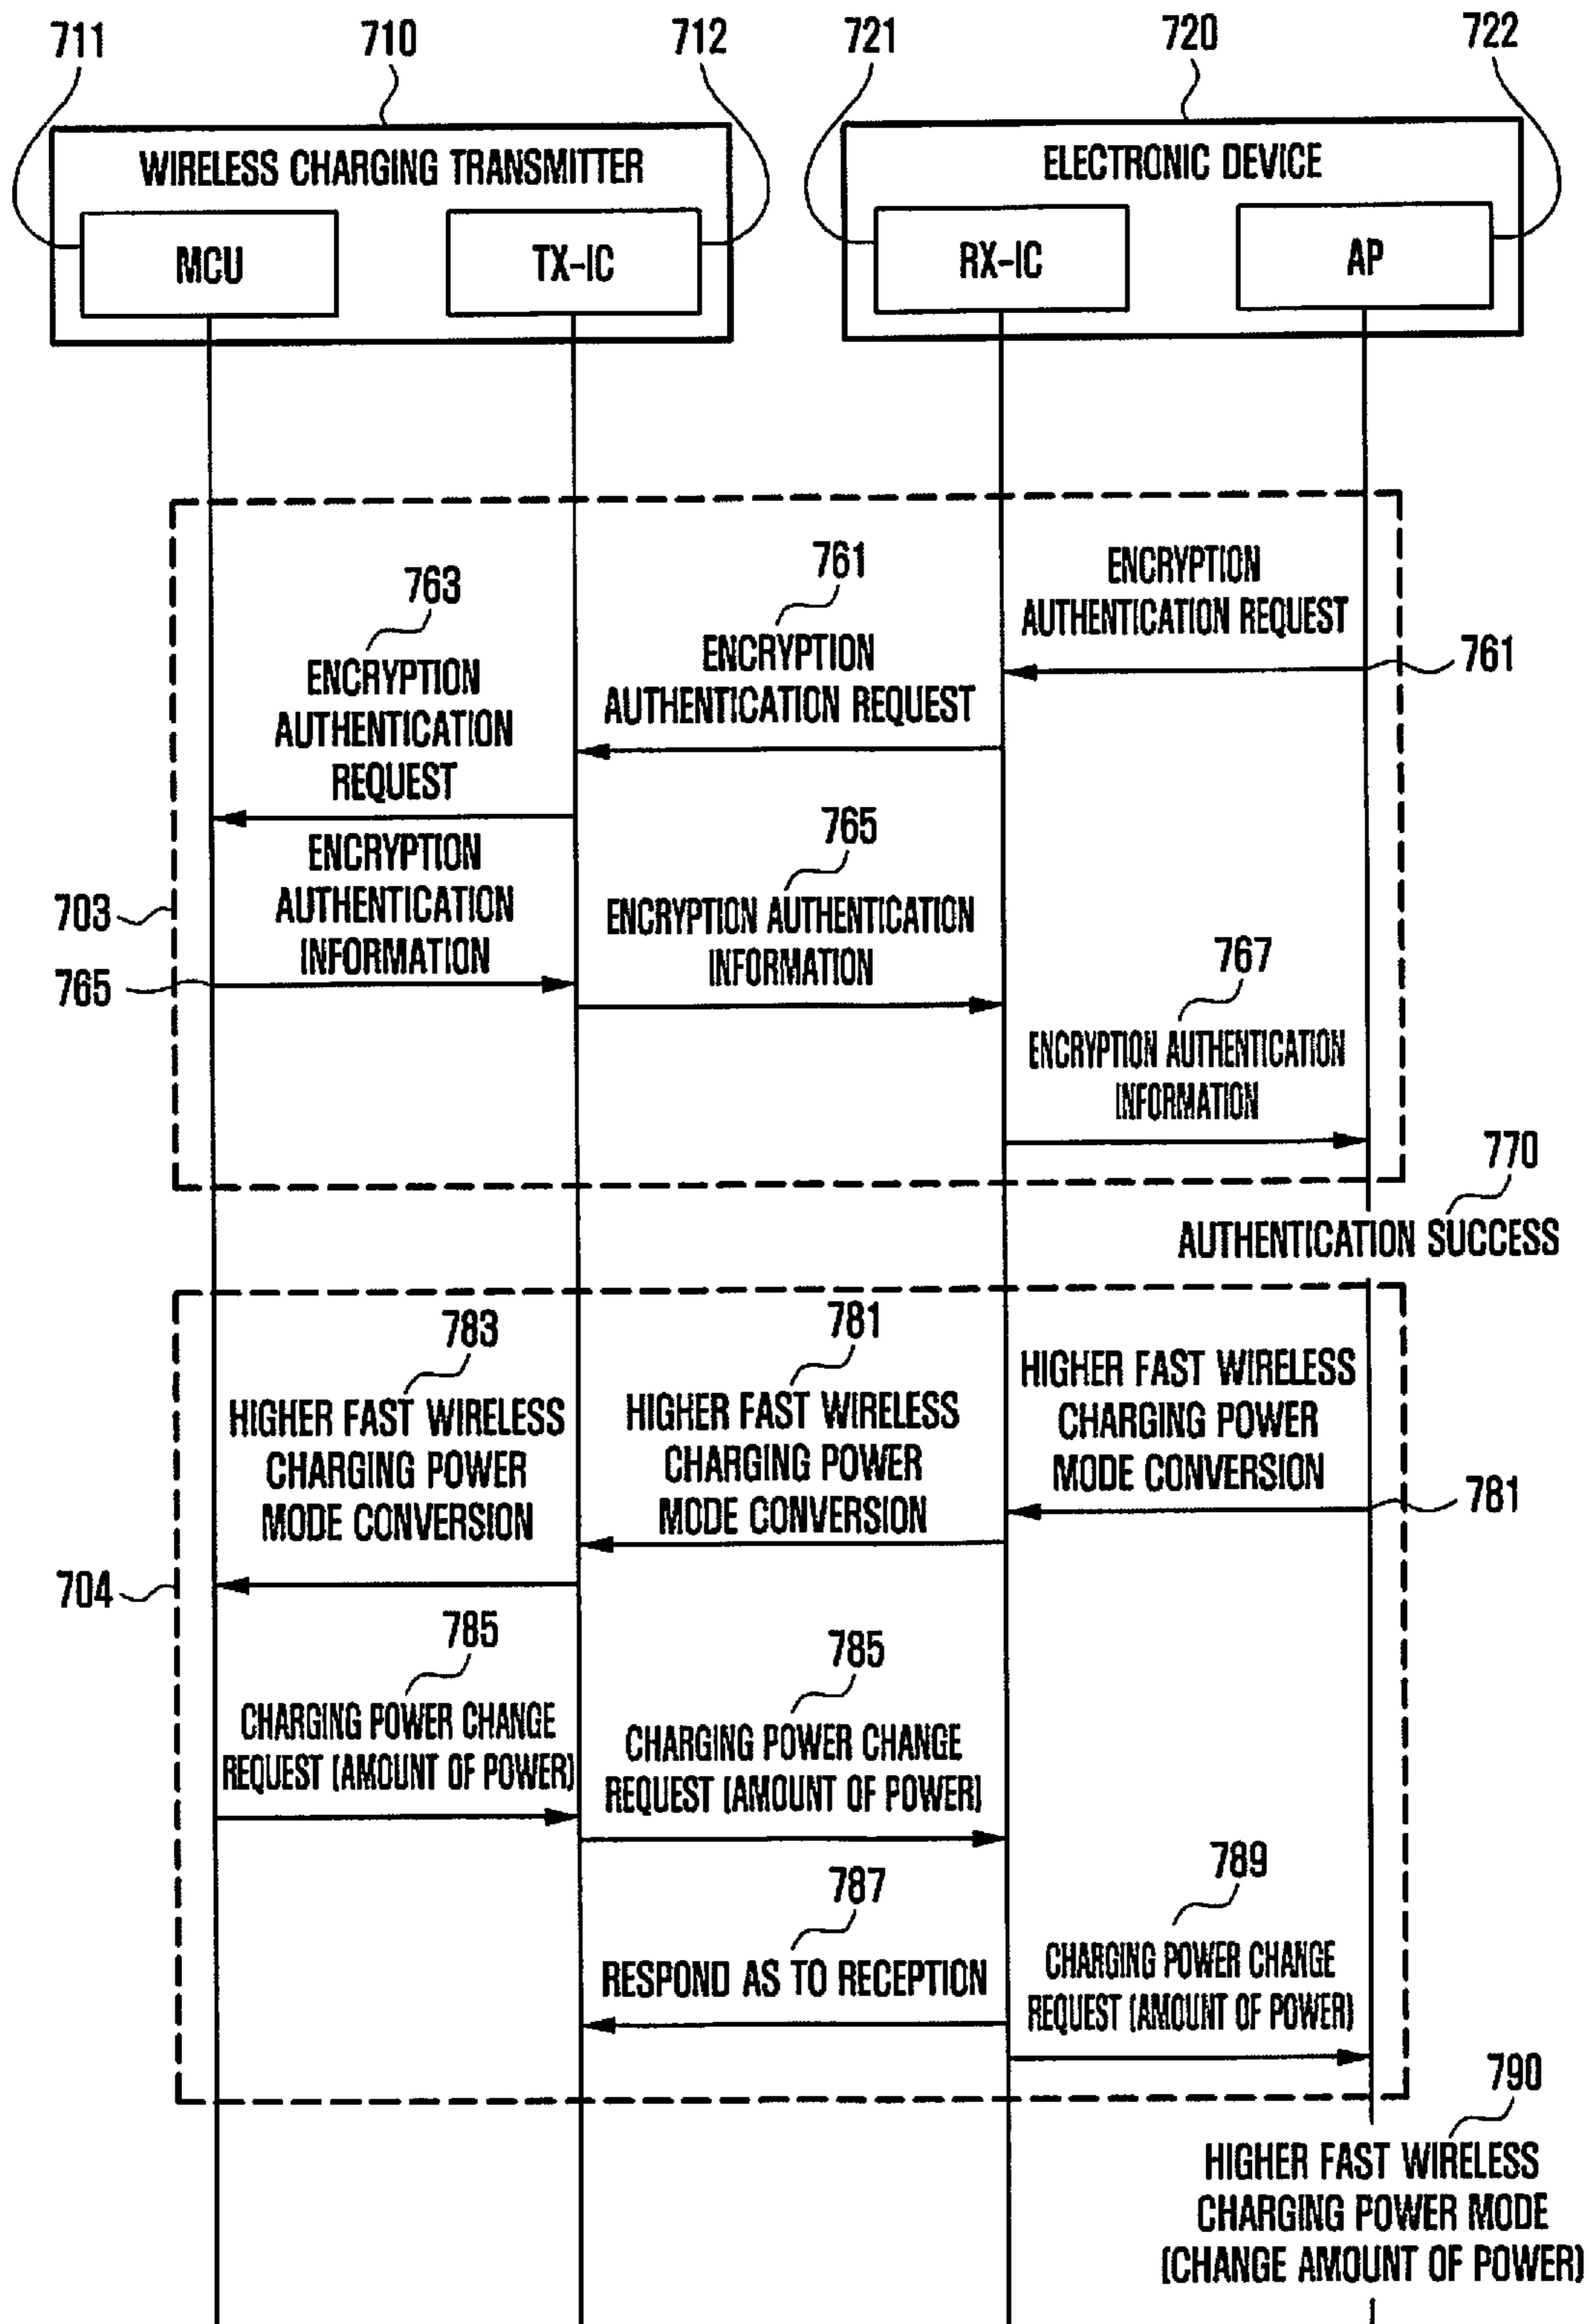 711
710
712
721
720
722
WIRELESS CHARGING TRANSMITTER
ELECTRONIC DEVICE
MCU
TX-IC
RX-IC
AP
ENCRYPTION
AUTHENTICATION REQUEST
761
761
ENCRYPTION
AUTHENTICATION REQUEST
763
ENCRYPTION
AUTHENTICATION
REQUEST
ENCRYPTION
AUTHENTICATION
INFORMATION
703
765
765
ENCRYPTION AUTHENTICATION
INFORMATION
767
ENCRYPTION AUTHENTICATION
INFORMATION
770
AUTHENTICATION SUCCESS
HIGHER FAST WIRELESS
CHARGING POWER
MODE CONVERSION
781
781
HIGHER FAST WIRELESS
CHARGING POWER
MODE CONVERSION
783
HIGHER FAST WIRELESS
CHARGING POWER
MODE CONVERSION
704
785
CHARGING POWER CHANGE
REQUEST (AMOUNT OF POWER)
785
CHARGING POWER CHANGE
REQUEST (AMOUNT OF POWER)
787
RESPOND AS TO RECEPTION
789
CHARGING POWER CHANGE
REQUEST (AMOUNT OF POWER)
790
HIGHER FAST WIRELESS
CHARGING POWER MODE
(CHANGE AMOUNT OF POWER)